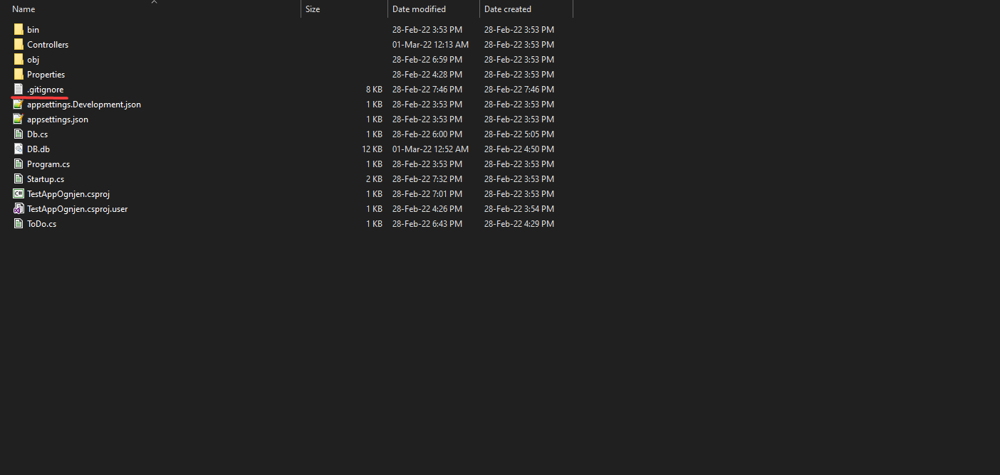 Name Size Date modified Date created
bin 28-Feb-22 3:53 PM 28-Feb-22 3:53 PM
Controllers 01-Mar-22 12:13 AM 28-Feb-22 3:53 PM
obj 28-Feb-22 6:59 PM 28-Feb-22 3:53 PM
Properties 28-Feb-22 4:28 PM 28-Feb-22 3:53 PM
.gitignore 8 KB 28-Feb-22 7:46 PM 28-Feb-22 7:46 PM
appsettings.Development.json 1 KB 28-Feb-22 3:53 PM 28-Feb-22 3:53 PM
appsettings.json 1 KB 28-Feb-22 3:53 PM 28-Feb-22 3:53 PM
Db.cs 1 KB 28-Feb-22 6:00 PM 28-Feb-22 5:05 PM
DB.db 12 KB 01-Mar-22 12:52 AM 28-Feb-22 4:50 PM
Program.cs 1 KB 28-Feb-22 3:53 PM 28-Feb-22 3:53 PM
Startup.cs 2 KB 28-Feb-22 7:32 PM 28-Feb-22 3:53 PM
C# TestAppOgnjen.csproj 1 KB 28-Feb-22 7:01 PM 28-Feb-22 3:53 PM
TestAppOgnjen.csproj.user 1 KB 28-Feb-22 4:26 PM 28-Feb-22 3:54 PM
ToDo.cs 1 KB 28-Feb-22 6:43 PM 28-Feb-22 4:29 PM